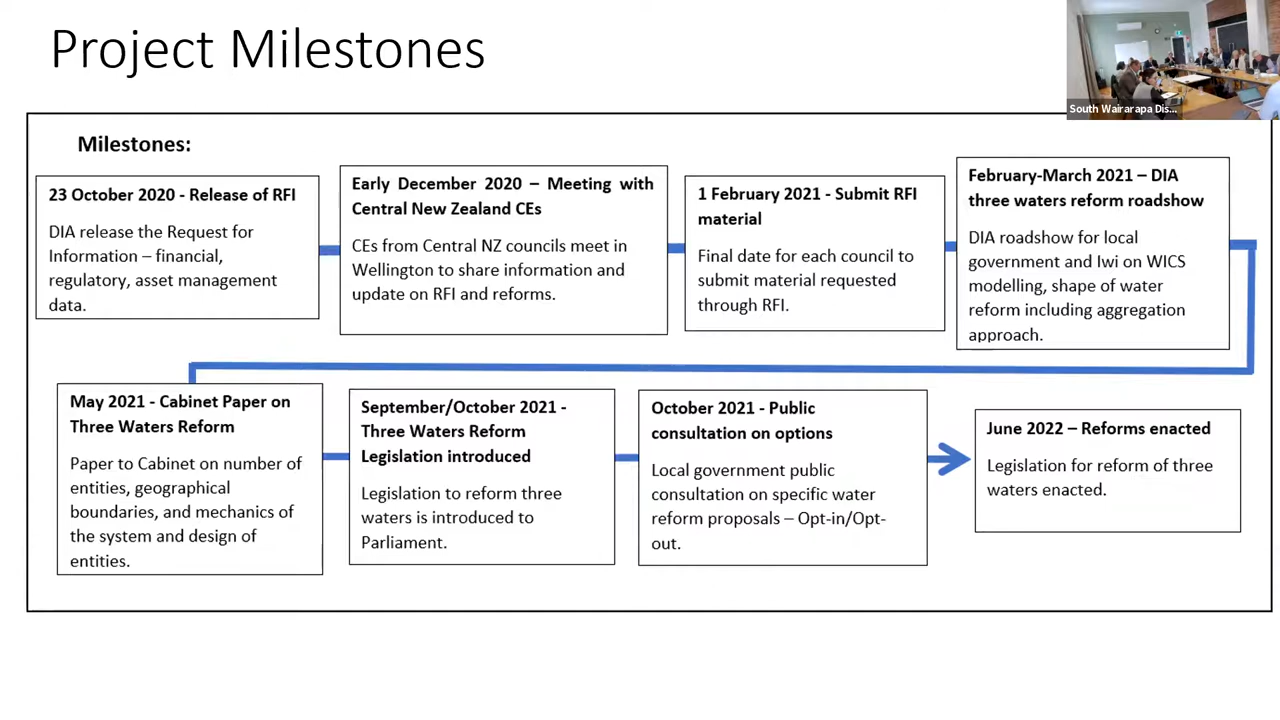 Project Milestones
South Wairarapa Dis...
Milestones:
23 October 2020 - Release of RFI
DIA release the Request for
Information – financial,
regulatory, asset management
data.
Early December 2020 – Meeting with
Central New Zealand CEs
CEs from Central NZ councils meet in
Wellington to share information and
update on RFI and reforms.
1 February 2021 - Submit RFI
material
Final date for each council to
submit material requested
through RFI.
February-March 2021 – DIA
three waters reform roadshow
DIA roadshow for local
government and Iwi on WICS
modelling, shape of water
reform including aggregation
approach.
May 2021 - Cabinet Paper on
Three Waters Reform
Paper to Cabinet on number of
entities, geographical
boundaries, and mechanics of
the system and design of
entities.
September/October 2021 -
Three Waters Reform
Legislation introduced
Legislation to reform three
waters is introduced to
Parliament.
October 2021 - Public
consultation on options
Local government public
consultation on specific water
reform proposals – Opt-in/Opt-
out.
June 2022 – Reforms enacted
Legislation for reform of three
waters enacted.